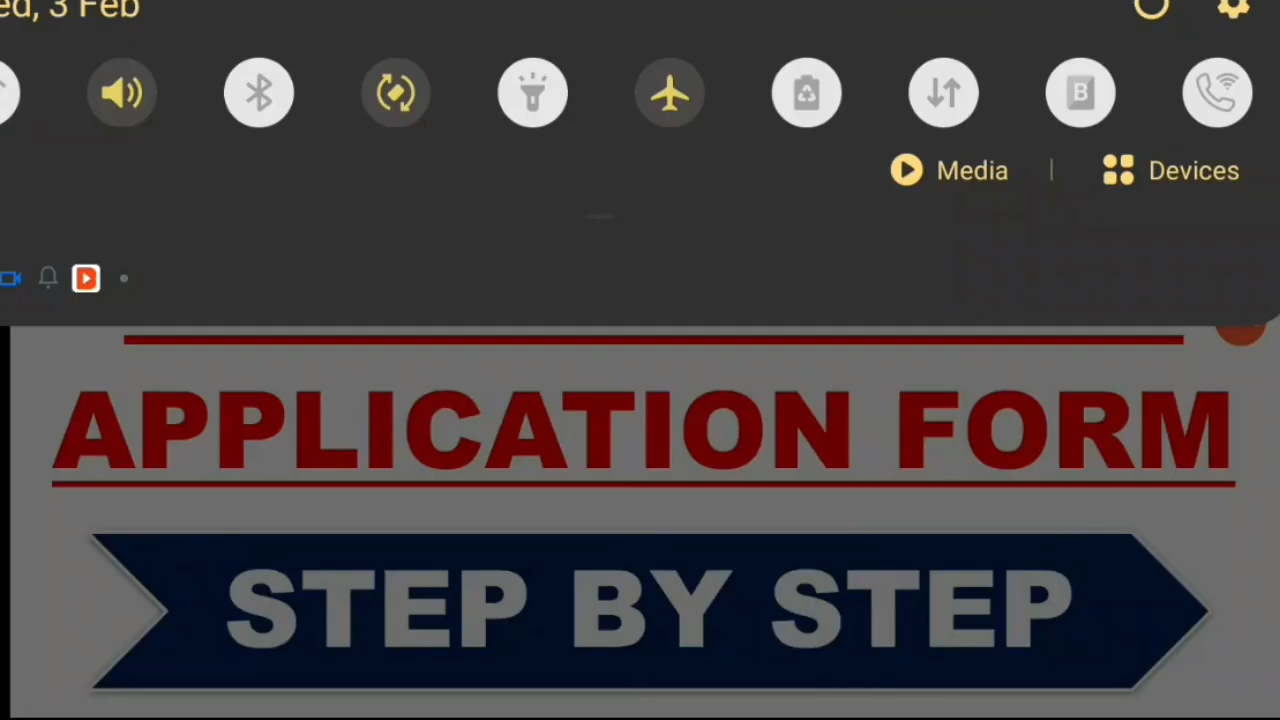 ed, 3 Feb
B
Media | Devices
APPLICATION FORM
STEP BY STEP